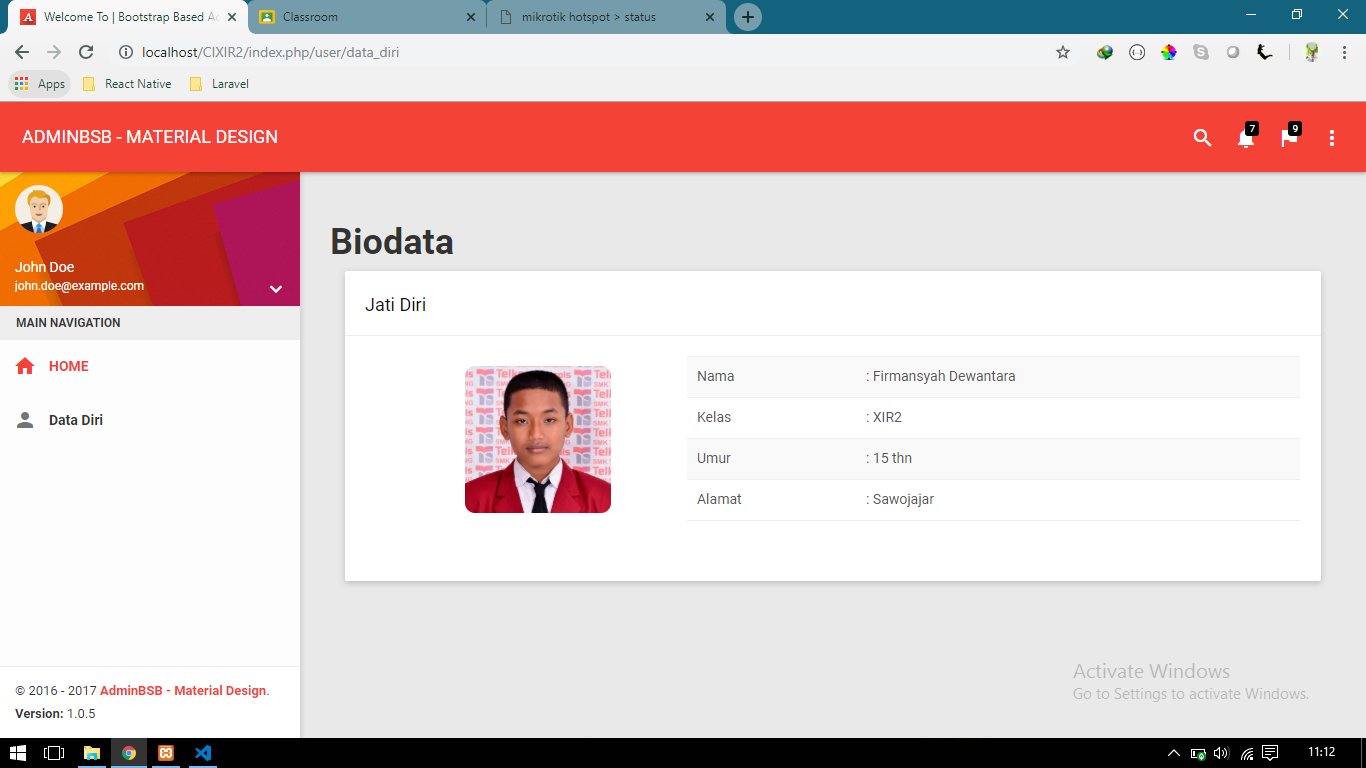 Welcome To | Bootstrap Based Ad
Classroom
mikrotik hotspot > status
localhost/CIXIR2/index.php/user/data_diri
Apps
React Native
Laravel
ADMINBSB - MATERIAL DESIGN
7
9
John Doe
john.doe@example.com
MAIN NAVIGATION
HOME
Data Diri
Biodata
Jati Diri
Nama : Firmansyah Dewantara
Kelas : XIR2
Umur : 15 thn
Alamat : Sawojajar
© 2016 - 2017 AdminBSB - Material Design.
Version: 1.0.5
Activate Windows
Go to Settings to activate Windows.
11:12